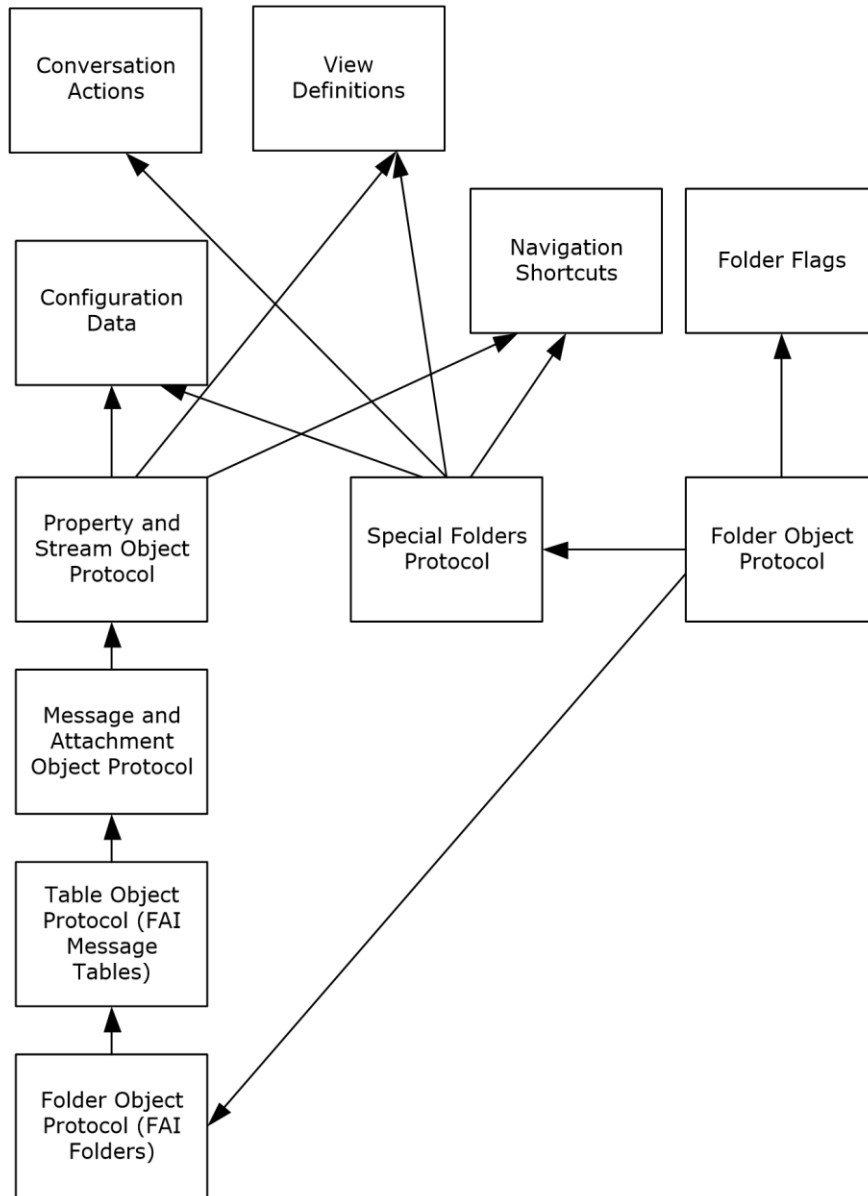 Conversation
Actions
View
Definitions
Navigation
Shortcuts
Folder Flags
Configuration
Data
Property and
Stream Object
Protocol
Special Folders
Protocol
Folder Object
Protocol
Message and
Attachment
Object Protocol
Table Object
Protocol (FAI
Message
Tables)
Folder Object
Protocol (FAI
Folders)